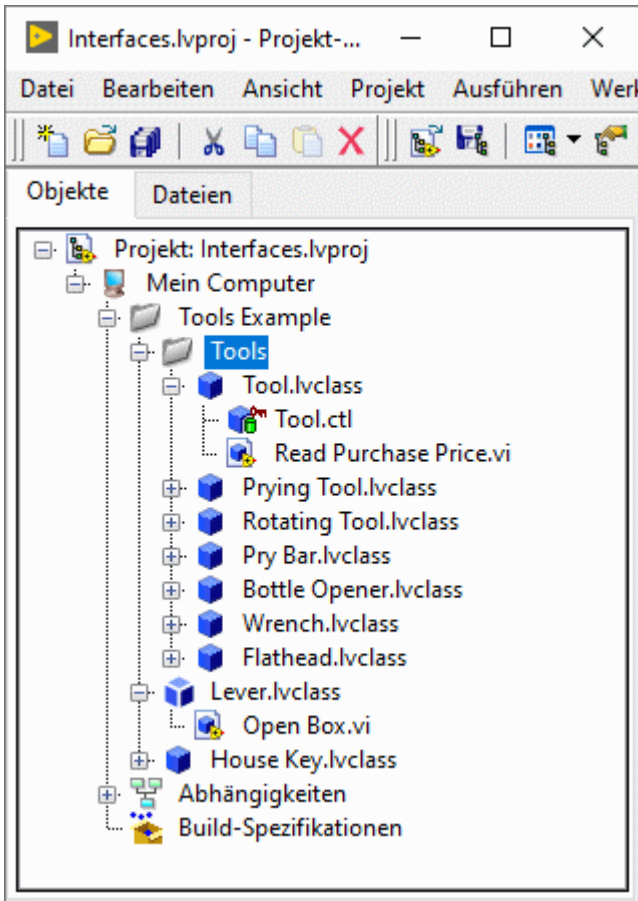 Interfaces.lvproj - Projekt-...
Datei Bearbeiten Ansicht Projekt Ausführen Werk
Objekte Dateien
Projekt: Interfaces.lvproj
Mein Computer
Tools Example
Tools
Tool.lvclass
Tool.ctl
Read Purchase Price.vi
Prying Tool.lvclass
Rotating Tool.lvclass
Pry Bar.lvclass
Bottle Opener.lvclass
Wrench.lvclass
Flathead.lvclass
Lever.lvclass
Open Box.vi
House Key.lvclass
Abhängigkeiten
Build-Spezifikationen